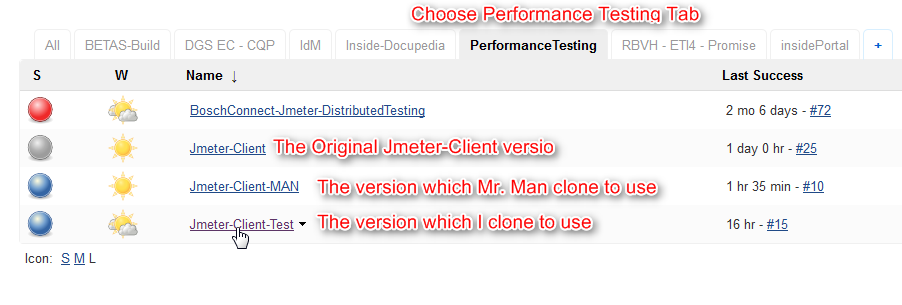 Choose Performance Testing Tab
All BETAS-Build DGS EC - CQP IdM Inside-Docupedia PerformanceTesting RBVH - ETI4 - Promise insidePortal +
S W Name ↓ Last Success
BoschConnect-Jmeter-DistributedTesting 2 mo 6 days - #72
Jmeter-Client The Original Jmeter-Client versio 1 day 0 hr - #25
Jmeter-Client-MAN The version which Mr. Man clone to use 1 hr 35 min - #10
Jmeter-Client-Test The version which I clone to use 16 hr - #15
Icon: S M L